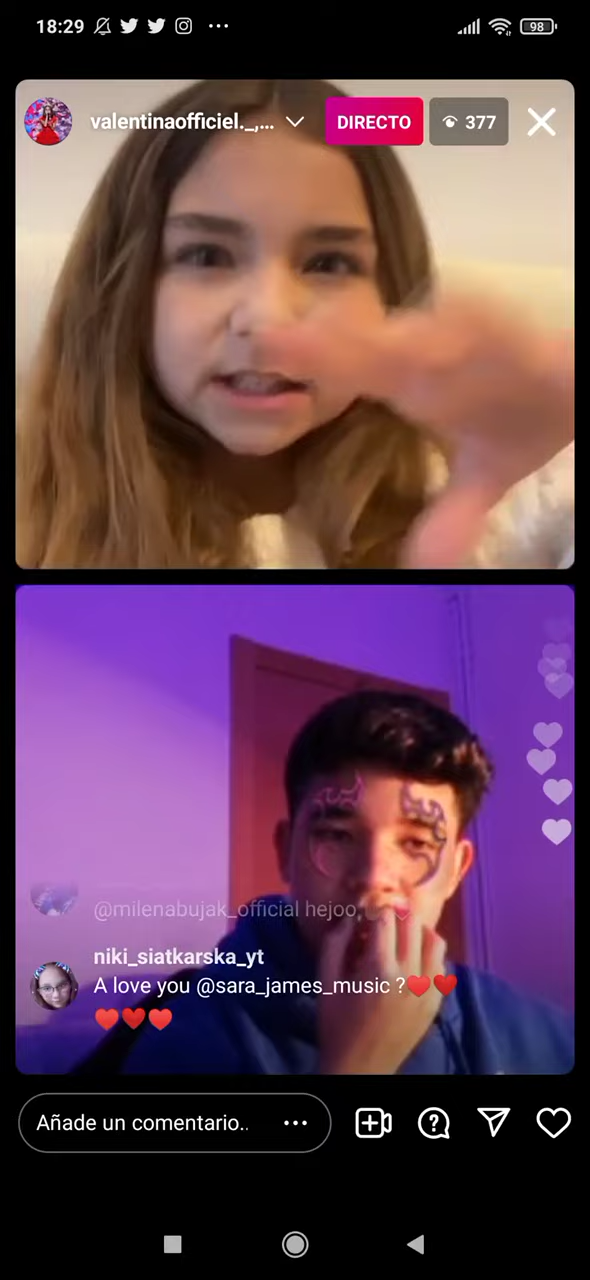 18:29
98
valentinaofficiel._,...
DIRECTO
377
@milenabujak_official hejoo,
niki_siatkarska_yt
A love you @sara_james_music ?❤️❤️
❤️❤️❤️
Añade un comentario..